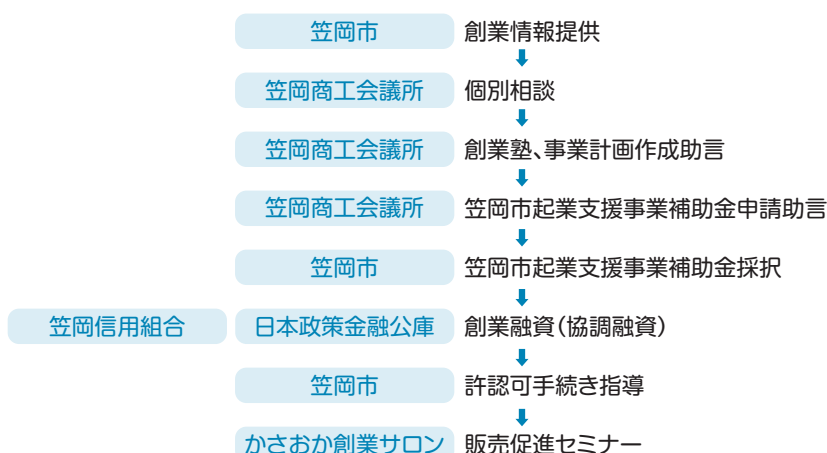 笠岡市 創業情報提供
笠岡商工会議所 個別相談
笠岡商工会議所 創業塾、事業計画作成助言
笠岡商工会議所 笠岡市起業支援事業補助金申請助言
笠岡市 笠岡市起業支援事業補助金採択
笠岡信用組合 日本政策金融公庫 創業融資(協調融資)
笠岡市 許認可手続き指導
かさおか創業サロン 販売促進セミナー